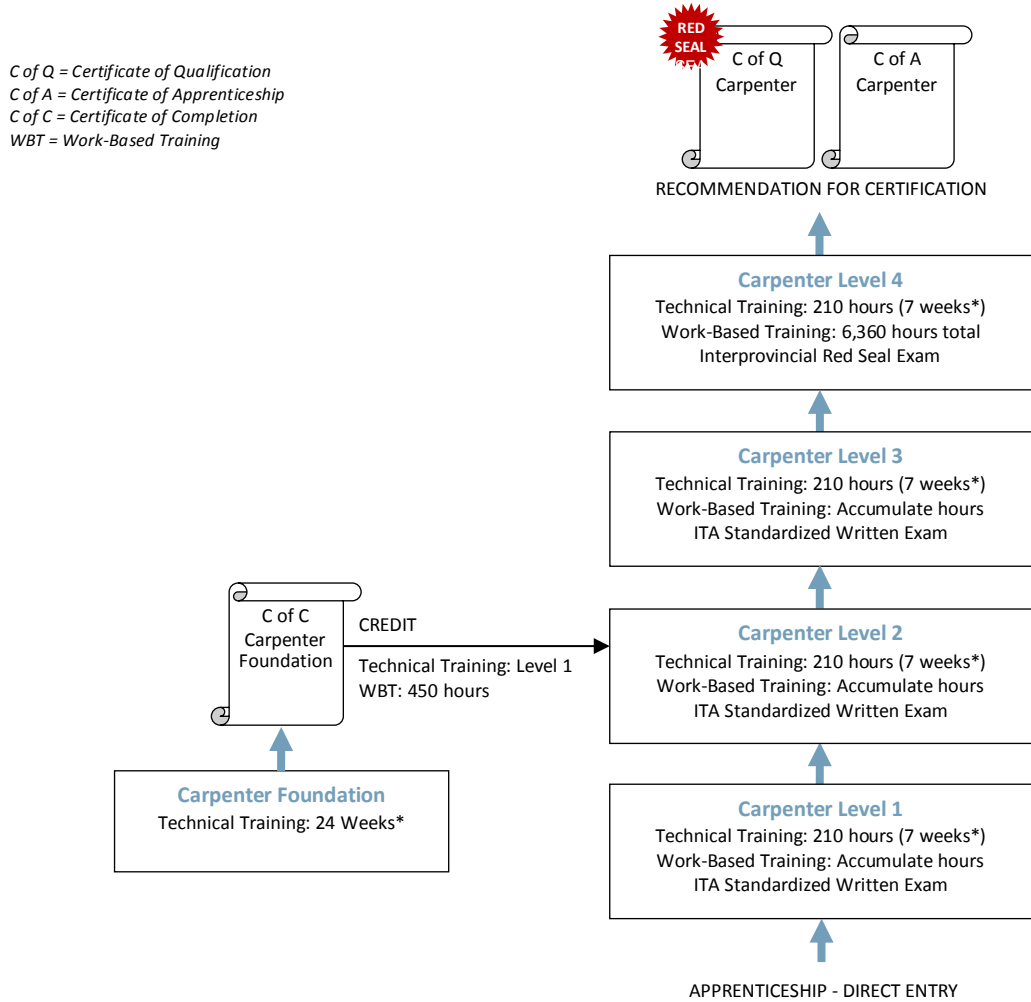 C of Q = Certificate of Qualification
C of A = Certificate of Apprenticeship
C of C = Certificate of Completion
WBT = Work-Based Training
RED
SEAL
C of Q
Carpenter
C of A
Carpenter
RECOMMENDATION FOR CERTIFICATION
Carpenter Level 4
Technical Training: 210 hours (7 weeks*)
Work-Based Training: 6,360 hours total
Interprovincial Red Seal Exam
Carpenter Level 3
Technical Training: 210 hours (7 weeks*)
Work-Based Training: Accumulate hours
ITA Standardized Written Exam
C of C
Carpenter
Foundation
CREDIT
Technical Training: Level 1
WBT: 450 hours
Carpenter Level 2
Technical Training: 210 hours (7 weeks*)
Work-Based Training: Accumulate hours
ITA Standardized Written Exam
Carpenter Foundation
Technical Training: 24 Weeks*
Carpenter Level 1
Technical Training: 210 hours (7 weeks*)
Work-Based Training: Accumulate hours
ITA Standardized Written Exam
APPRENTICESHIP - DIRECT ENTRY